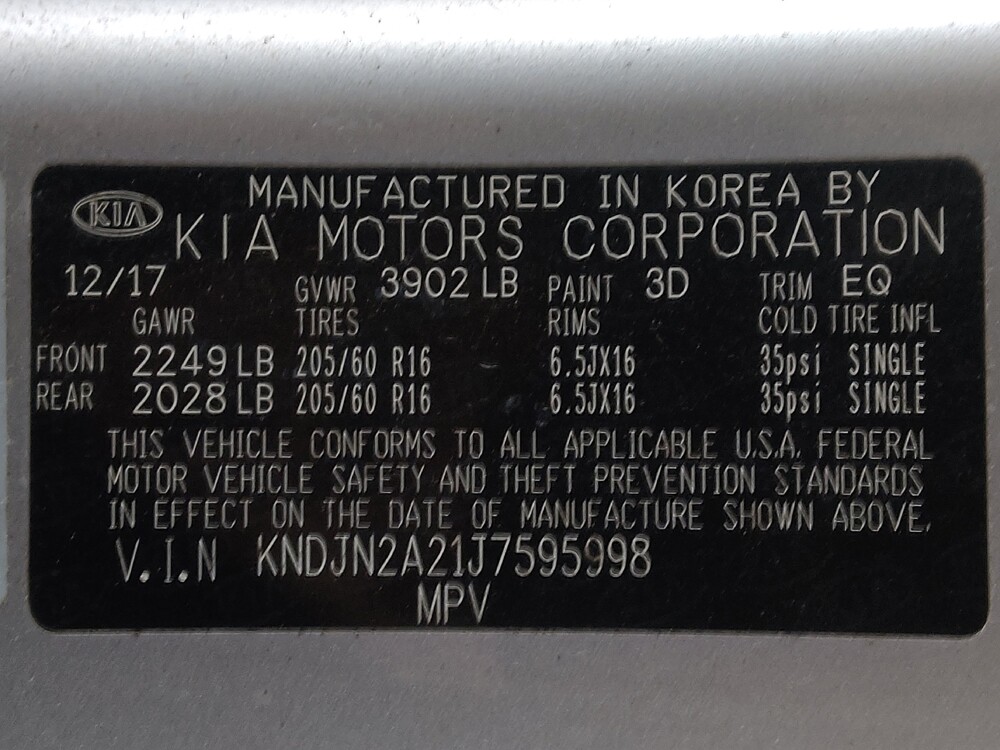 MANUFACTURED IN KOREA BY
KIA KIA MOTORS CORPORATION
12/17 GVWR 3902 LB PAINT 3D TRIM EQ
GAWR TIRES RIMS COLD TIRE INFL
FRONT 2249 LB 205/60 R16 6.5JX16 35psi SINGLE
REAR 2028 LB 205/60 R16 6.5JX16 35psi SINGLE
THIS VEHICLE CONFORMS TO ALL APPLICABLE U.S.A. FEDERAL
MOTOR VEHICLE SAFETY AND THEFT PREVENTION STANDARDS
IN EFFECT ON THE DATE OF MANUFACTURE SHOWN ABOVE.
V.I.N KNDJN2A21J7595998
MPV